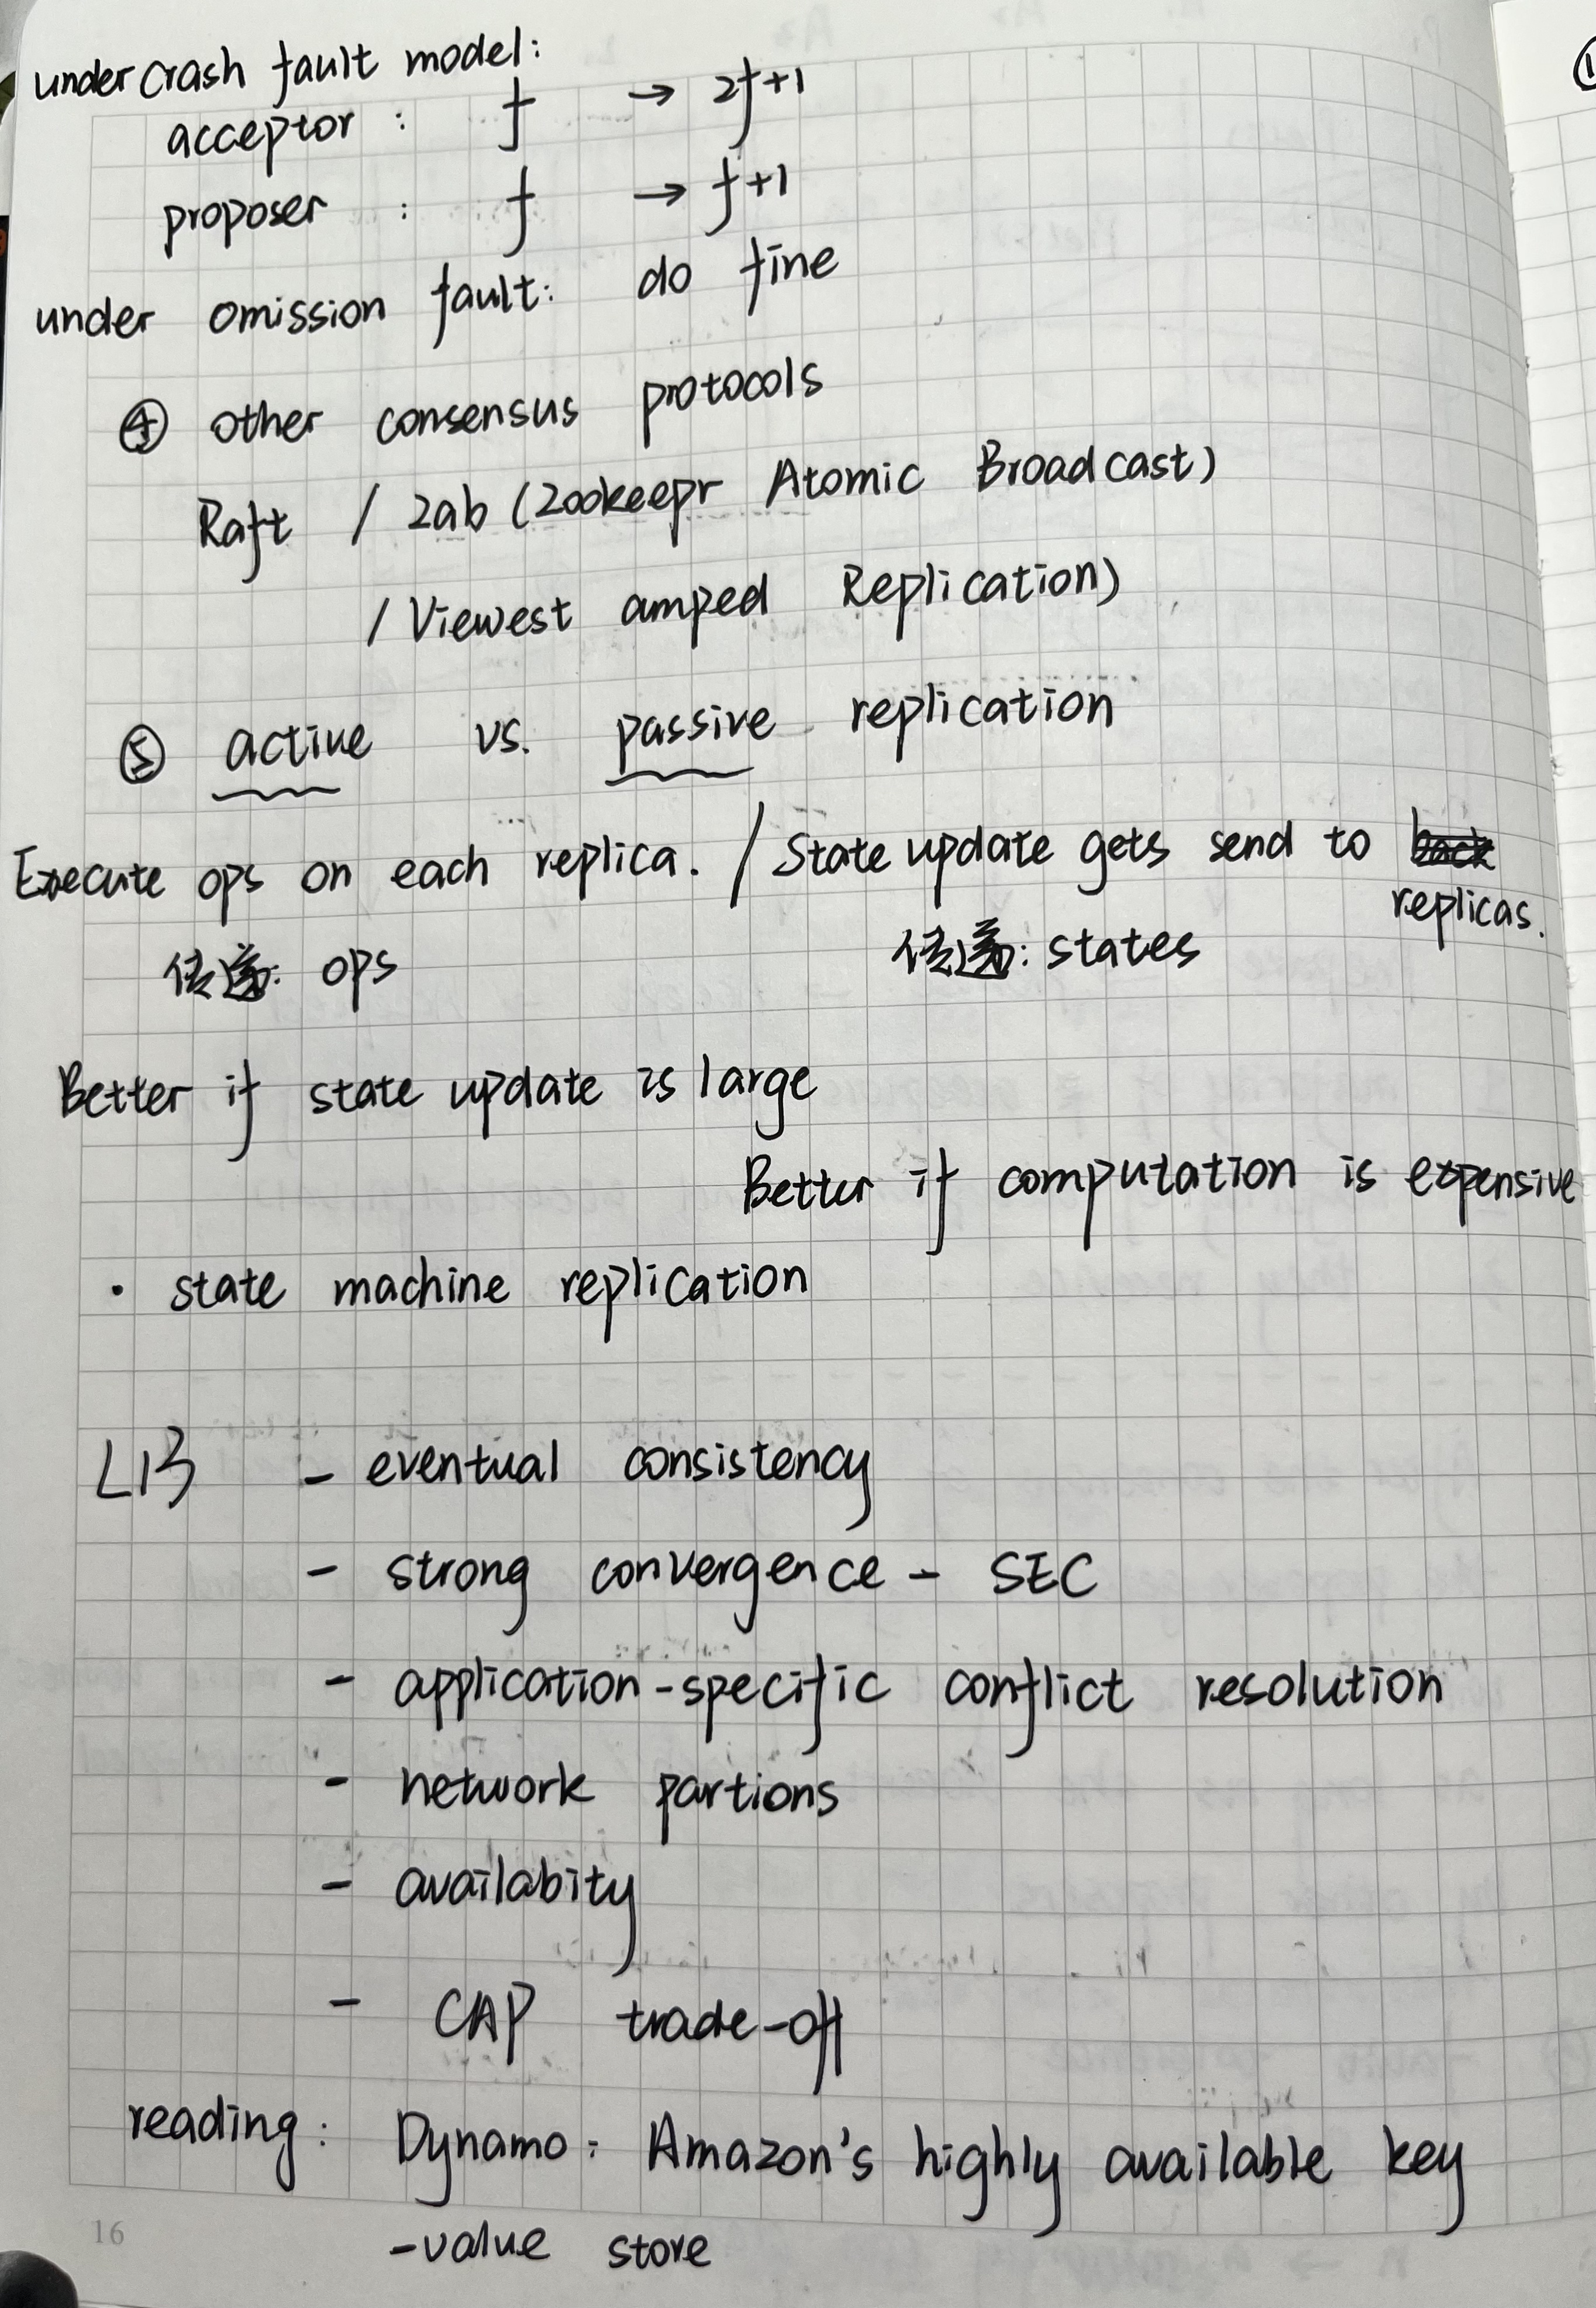 under crash fault model:
acceptor : f → 2f+1
proposer : f → f+1
under omission fault: do fine
④ other consensus protocols
Raft / Zab (Zookeepr Atomic Broadcast)
/ Viewest amped Replication)
⑤ active vs. passive replication
Execute ops on each replica. / State update gets send to back
replicas.
传递: ops 传递: states
Better if state update is large
Better if computation is expensive
· state machine replication
L13 - eventual consistency
- strong convergence - SEC
- application-specific conflict resolution
- network partions
- availabity
- CAP trade-off
reading: Dynamo: Amazon's highly available key
-value store
16